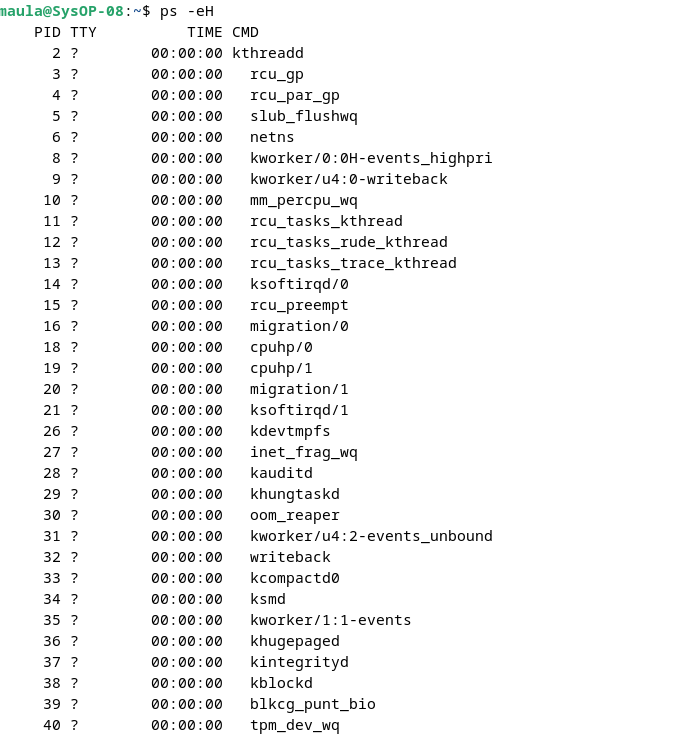 maula@SysOP-08:~$ ps -eH
    PID TTY          TIME CMD
      2 ?        00:00:00 kthreadd
      3 ?        00:00:00   rcu_gp
      4 ?        00:00:00   rcu_par_gp
      5 ?        00:00:00   slub_flushwq
      6 ?        00:00:00   netns
      8 ?        00:00:00   kworker/0:0H-events_highpri
      9 ?        00:00:00   kworker/u4:0-writeback
     10 ?        00:00:00   mm_percpu_wq
     11 ?        00:00:00   rcu_tasks_kthread
     12 ?        00:00:00   rcu_tasks_rude_kthread
     13 ?        00:00:00   rcu_tasks_trace_kthread
     14 ?        00:00:00   ksoftirqd/0
     15 ?        00:00:00   rcu_preempt
     16 ?        00:00:00   migration/0
     18 ?        00:00:00   cpuhp/0
     19 ?        00:00:00   cpuhp/1
     20 ?        00:00:00   migration/1
     21 ?        00:00:00   ksoftirqd/1
     26 ?        00:00:00   kdevtmpfs
     27 ?        00:00:00   inet_frag_wq
     28 ?        00:00:00   kauditd
     29 ?        00:00:00   khungtaskd
     30 ?        00:00:00   oom_reaper
     31 ?        00:00:00   kworker/u4:2-events_unbound
     32 ?        00:00:00   writeback
     33 ?        00:00:00   kcompactd0
     34 ?        00:00:00   ksmd
     35 ?        00:00:00   kworker/1:1-events
     36 ?        00:00:00   khugepaged
     37 ?        00:00:00   kintegrityd
     38 ?        00:00:00   kblockd
     39 ?        00:00:00   blkcg_punt_bio
     40 ?        00:00:00   tpm_dev_wq